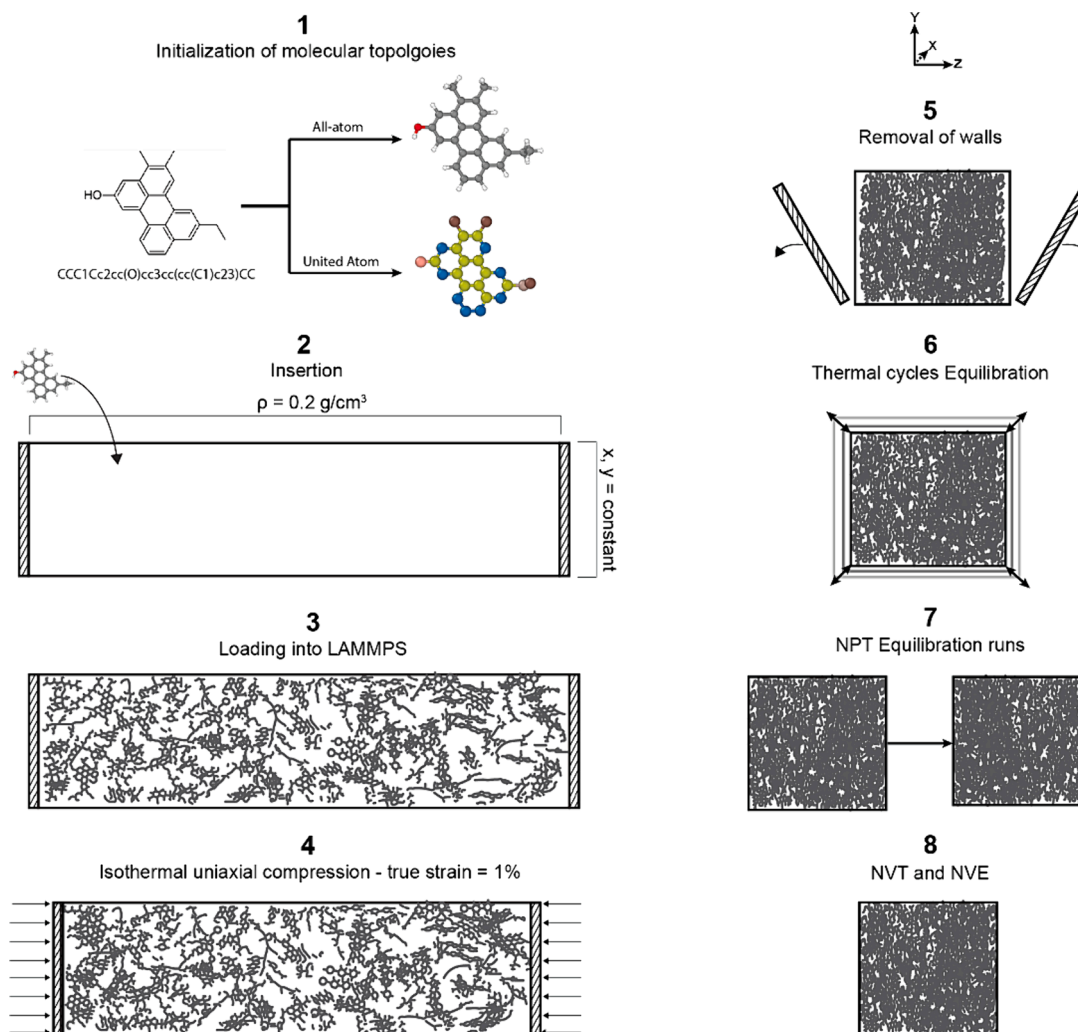 1
Initialization of molecular topolgoies
All-atom
HO
United Atom
CCC1Cc2cc(O)cc3cc(cc(C1)c23)CC
2
Insertion
ρ = 0.2 g/cm³
x, y = constant
3
Loading into LAMMPS
4
Isothermal uniaxial compression - true strain = 1%
Y
X
Z
5
Removal of walls
6
Thermal cycles Equilibration
7
NPT Equilibration runs
8
NVT and NVE